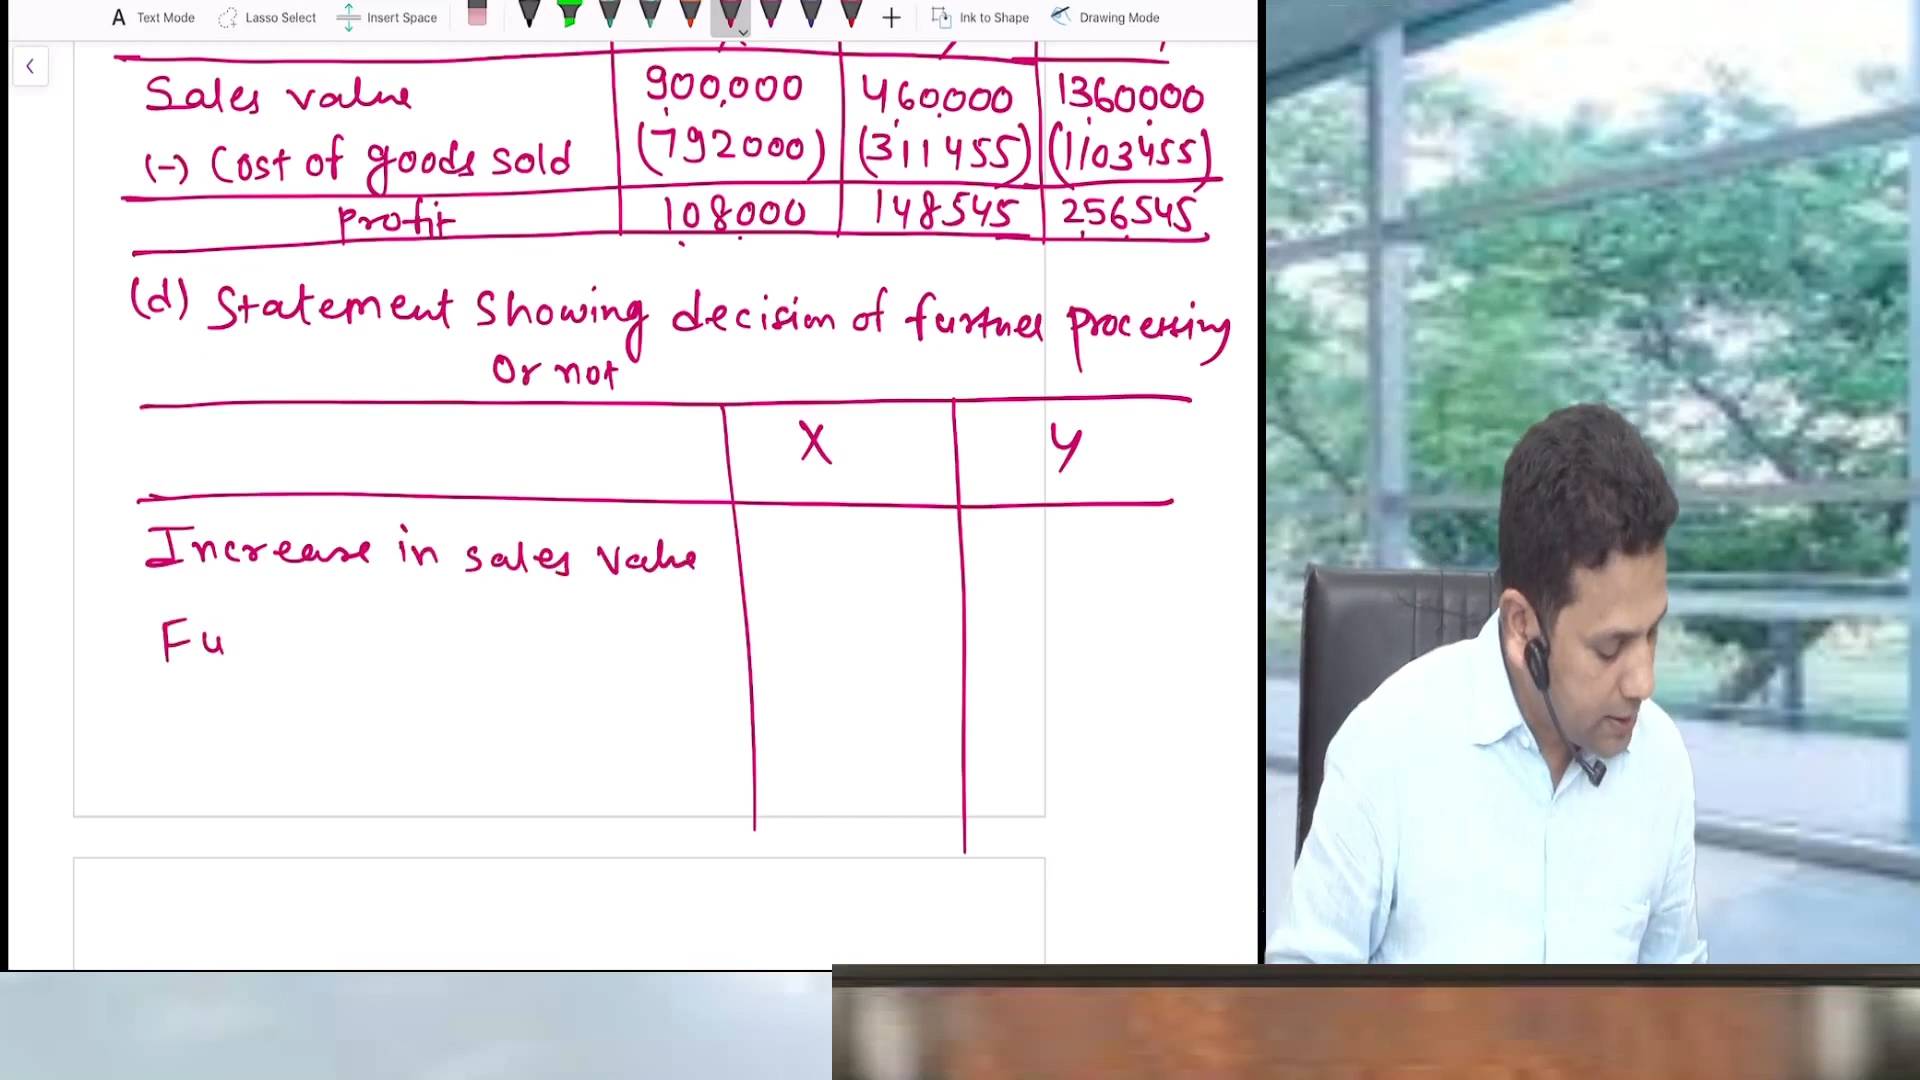 A Text Mode Lasso Select Insert Space Ink to Shape Drawing Mode
Sales value 900,000 460000 1360000
(-) Cost of goods sold (792000) (311455) (1103455)
Profit 108000 148545 256545
(d) Statement Showing decision of further processing
Or not
X Y
Increase in sales value
Fu